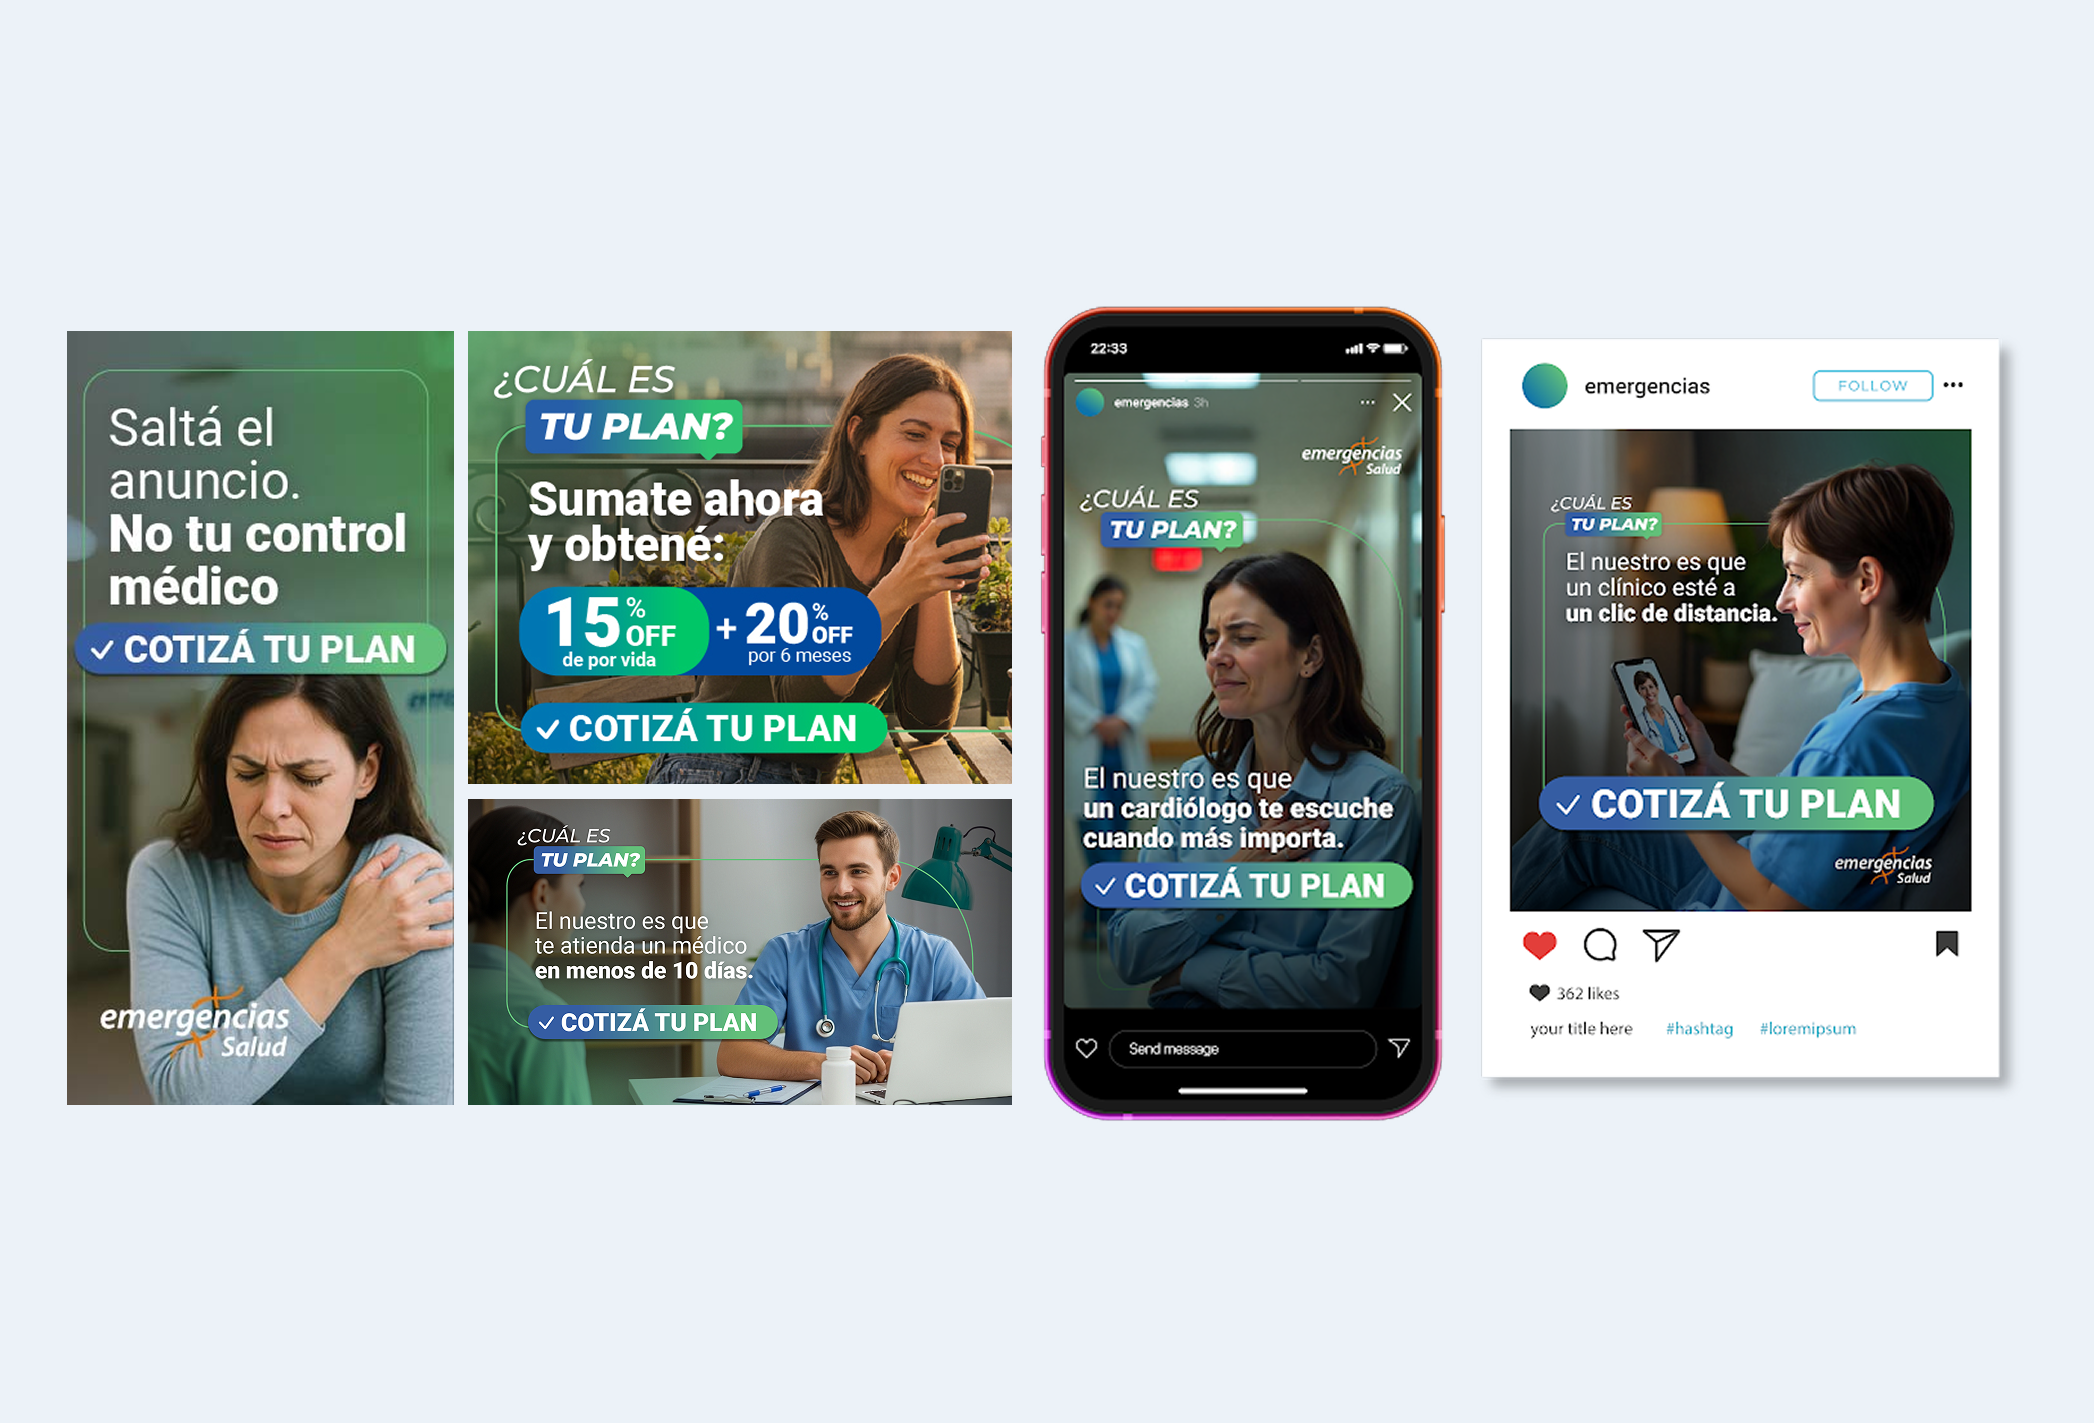 Saltá el
anuncio.
No tu control
médico
COTIZÁ TU PLAN
emergencias
Salud
¿CUÁL ES
TU PLAN?
Sumate ahora
y obtené:
15% OFF
de por vida
+ 20% OFF
por 6 meses
COTIZÁ TU PLAN
¿CUÁL ES
TU PLAN?
El nuestro es que
te atienda un médico
en menos de 10 días.
COTIZÁ TU PLAN
22:33
emergencias 3h
emergencias
Salud
¿CUÁL ES
TU PLAN?
El nuestro es que
un cardiólogo te escuche
cuando más importa.
COTIZÁ TU PLAN
Send message
emergencias
FOLLOW
¿CUÁL ES
TU PLAN?
El nuestro es que
un clínico esté a
un clic de distancia.
COTIZÁ TU PLAN
emergencias
Salud
362 likes
your title here #hashtag #loremipsum